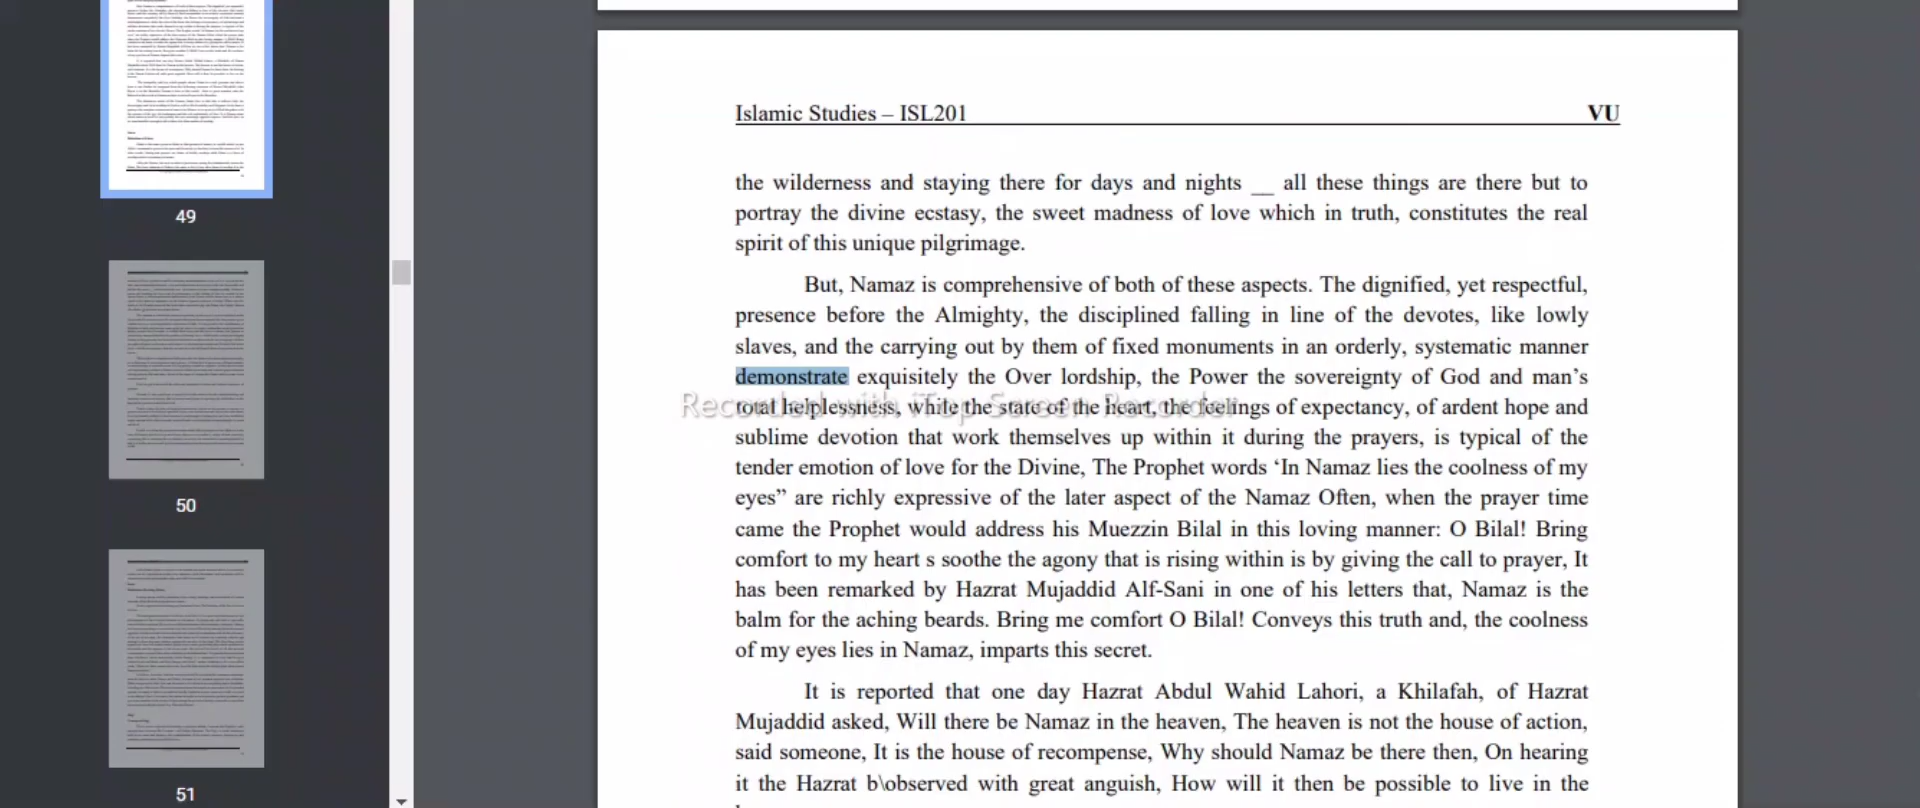 Islamic Studies – ISL201 VU
the wilderness and staying there for days and nights __ all these things are there but to
portray the divine ecstasy, the sweet madness of love which in truth, constitutes the real
spirit of this unique pilgrimage.
But, Namaz is comprehensive of both of these aspects. The dignified, yet respectful,
presence before the Almighty, the disciplined falling in line of the devotes, like lowly
slaves, and the carrying out by them of fixed monuments in an orderly, systematic manner
demonstrate exquisitely the Over lordship, the Power the sovereignty of God and man’s
total helplessness, while the state of the heart, the feelings of expectancy, of ardent hope and
Recorded with iTop Screen Recorder
sublime devotion that work themselves up within it during the prayers, is typical of the
tender emotion of love for the Divine, The Prophet words ‘In Namaz lies the coolness of my
eyes” are richly expressive of the later aspect of the Namaz Often, when the prayer time
came the Prophet would address his Muezzin Bilal in this loving manner: O Bilal! Bring
comfort to my heart s soothe the agony that is rising within is by giving the call to prayer, It
has been remarked by Hazrat Mujaddid Alf-Sani in one of his letters that, Namaz is the
balm for the aching beards. Bring me comfort O Bilal! Conveys this truth and, the coolness
of my eyes lies in Namaz, imparts this secret.
It is reported that one day Hazrat Abdul Wahid Lahori, a Khilafah, of Hazrat
Mujaddid asked, Will there be Namaz in the heaven, The heaven is not the house of action,
said someone, It is the house of recompense, Why should Namaz be there then, On hearing
it the Hazrat b\observed with great anguish, How will it then be possible to live in the
49
50
51